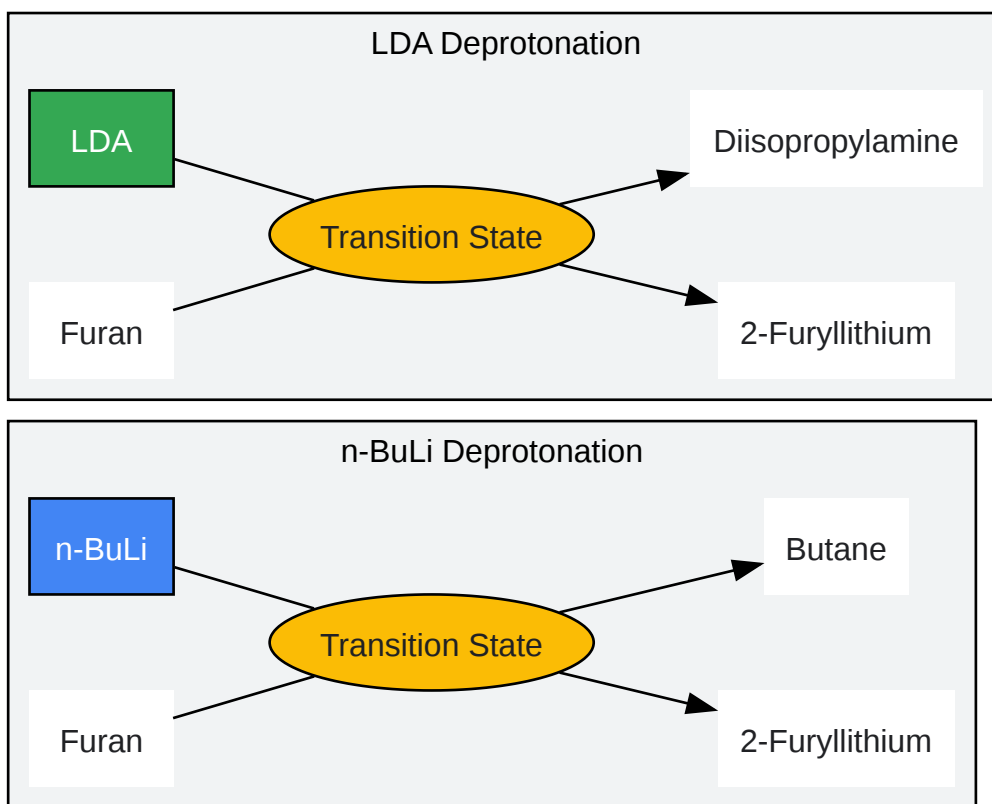 LDA Deprotonation
LDA
Diisopropylamine
Transition State
Furan
2-Furyllithium
n-BuLi Deprotonation
n-BuLi
Butane
Transition State
Furan
2-Furyllithium